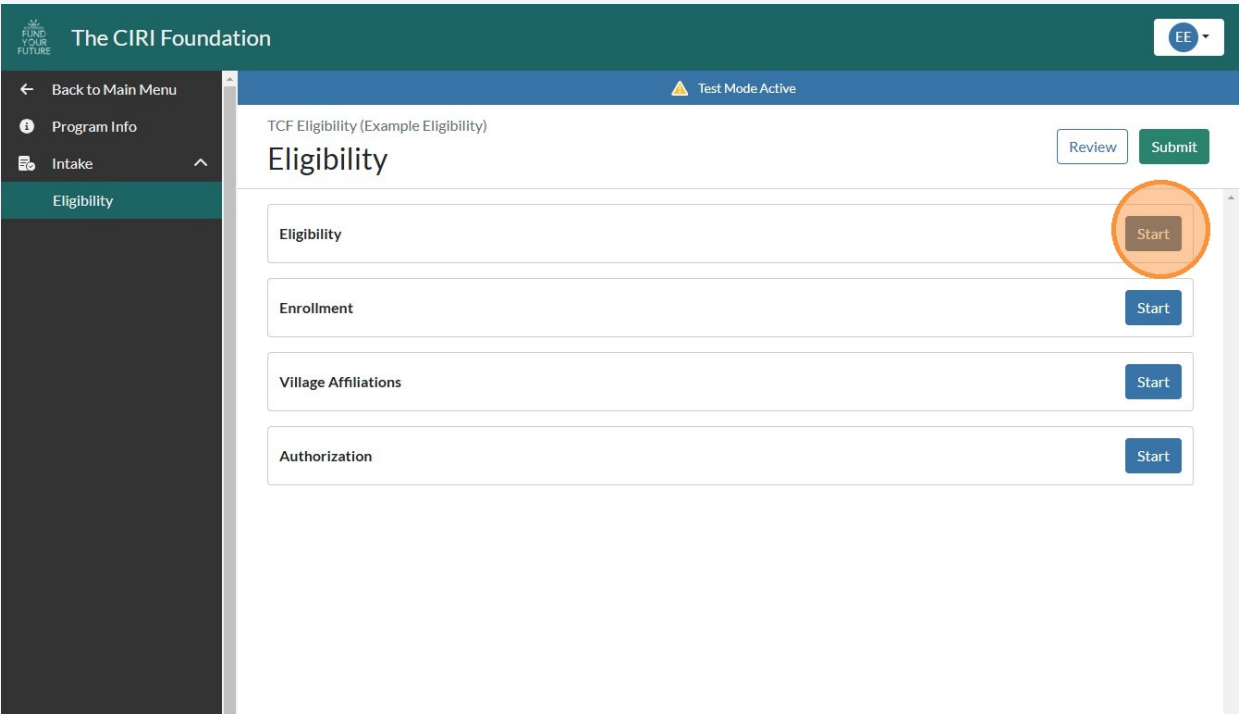 FUND
YOUR
FUTURE
The CIRI Foundation
EE
Back to Main Menu
Program Info
Intake
Eligibility
Test Mode Active
TCF Eligibility (Example Eligibility)
Eligibility
Review
Submit
Eligibility
Start
Enrollment
Start
Village Affiliations
Start
Authorization
Start